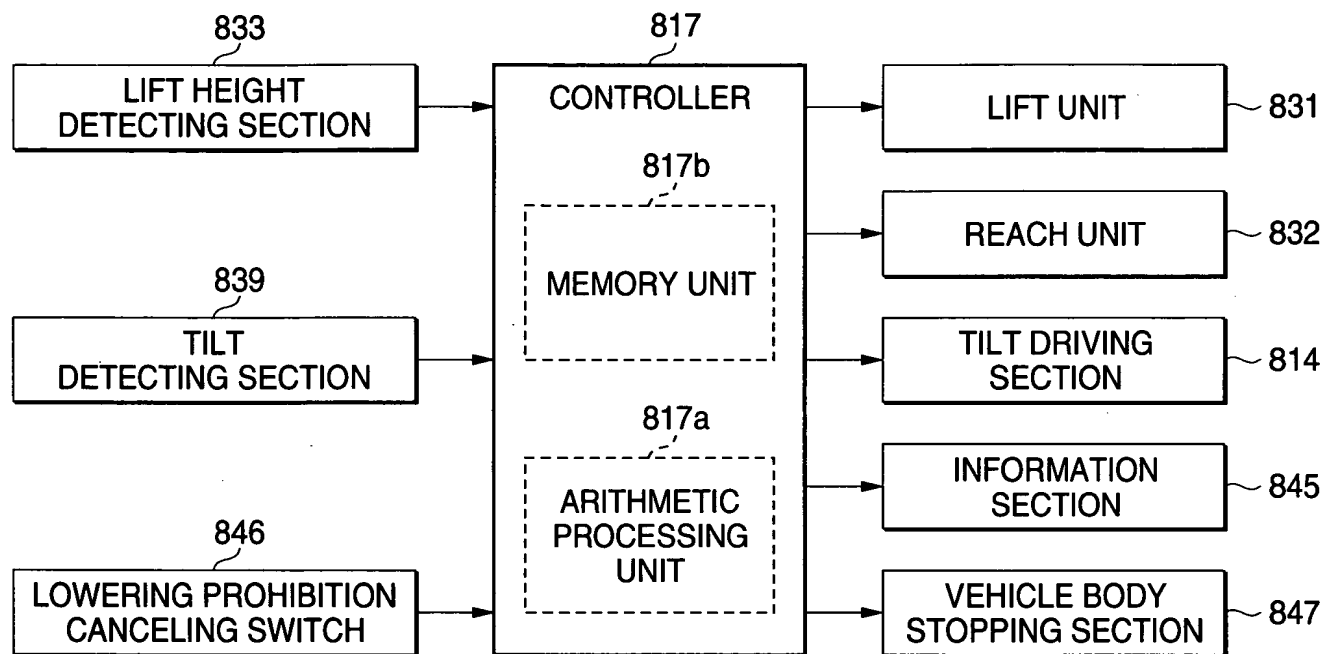 833
LIFT HEIGHT
DETECTING SECTION
839
TILT
DETECTING SECTION
846
LOWERING PROHIBITION
CANCELING SWITCH
817
CONTROLLER
817b
MEMORY UNIT
817a
ARITHMETIC
PROCESSING
UNIT
LIFT UNIT
831
REACH UNIT
832
TILT DRIVING
SECTION
814
INFORMATION
SECTION
845
VEHICLE BODY
STOPPING SECTION
847